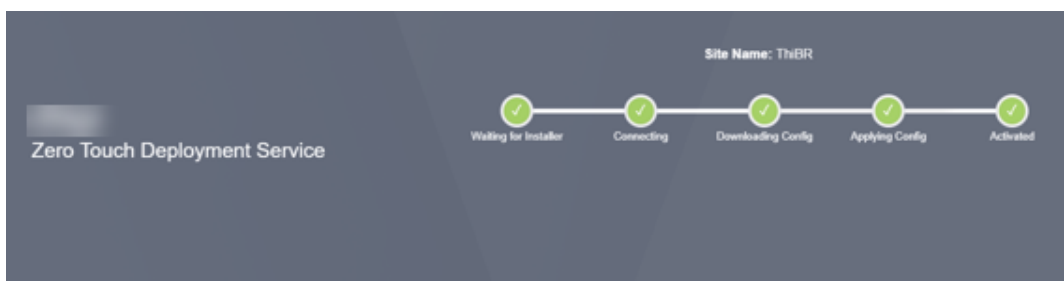 Site Name: ThiBR
Waiting for Installer
Connecting
Downloading Config
Applying Config
Activated
Zero Touch Deployment Service